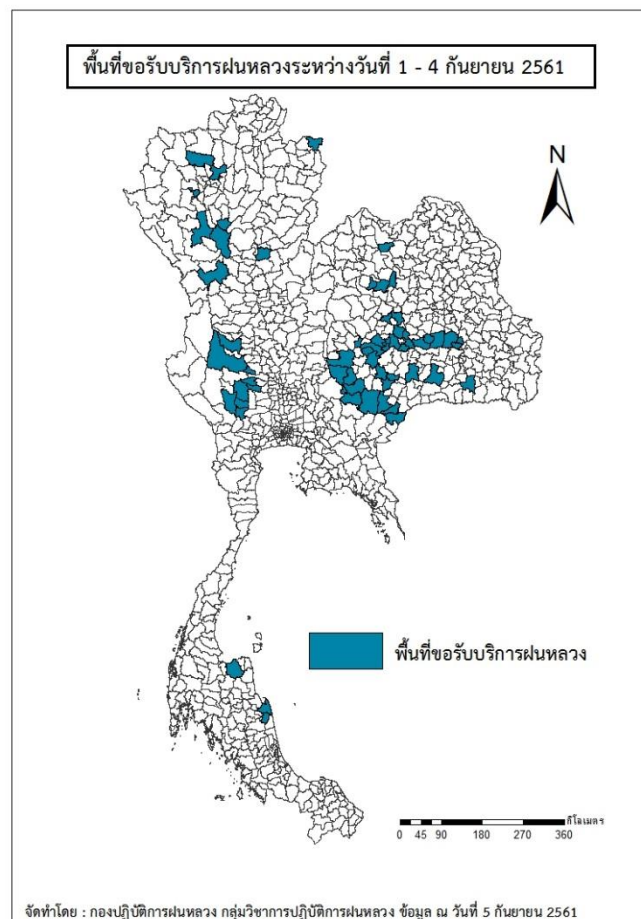 พื้นที่ขอรับบริการฝนหลวงระหว่างวันที่ 1 - 4 กันยายน 2561
N
พื้นที่ขอรับบริการฝนหลวง
กิโลเมตร
0 45 90 180 270 360
จัดทำโดย : กองปฏิบัติการฝนหลวง กลุ่มวิชาการปฏิบัติการฝนหลวง ข้อมูล ณ วันที่ 5 กันยายน 2561